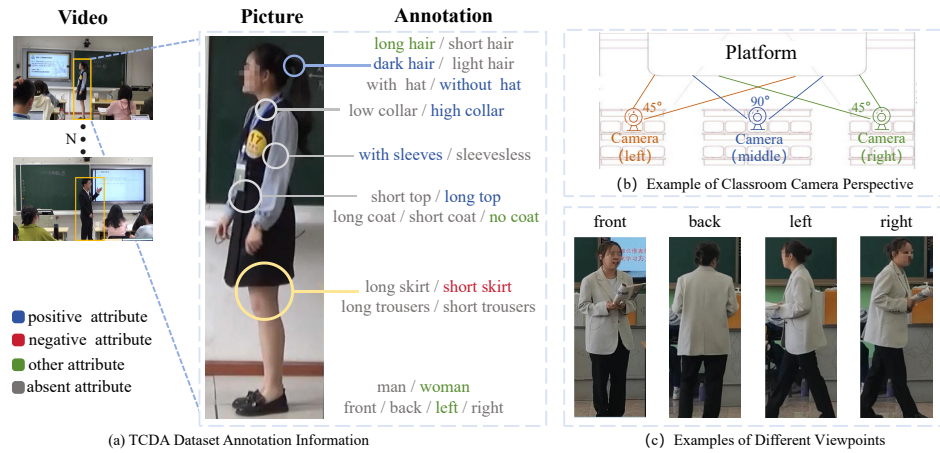 Video
Picture
Annotation
N
long hair / short hair
dark hair / light hair
with hat / without hat
low collar / high collar
with sleeves / sleevesless
short top / long top
long coat / short coat / no coat
long skirt / short skirt
long trousers / short trousers
man / woman
front / back / left / right
positive attribute
negative attribute
other attribute
absent attribute
(a) TCDA Dataset Annotation Information
Platform
45°
90°
45°
Camera
(left)
Camera
(middle)
Camera
(right)
(b) Example of Classroom Camera Perspective
front
back
left
right
(c) Examples of Different Viewpoints